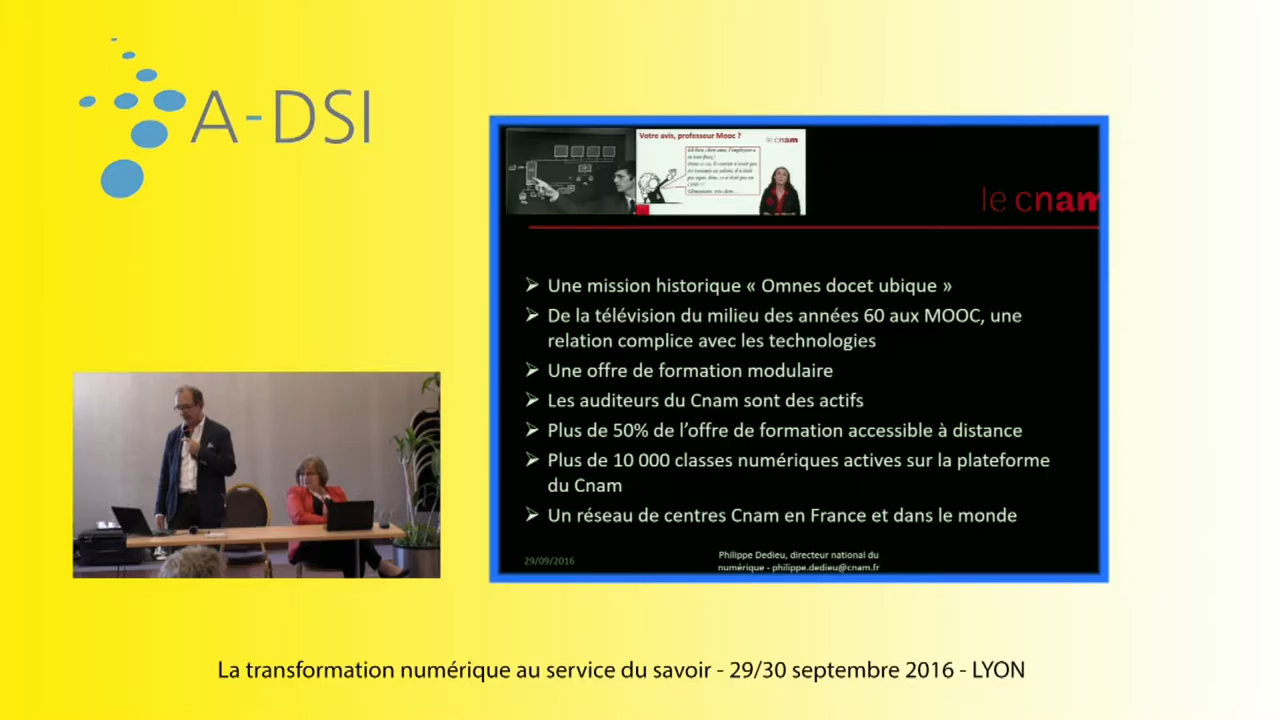 A-DSI
Votre avis, professeur Mooc ?
le cnam
le cnam
Une mission historique « Omnes docet ubique »
De la télévision du milieu des années 60 aux MOOC, une
relation complice avec les technologies
Une offre de formation modulaire
Les auditeurs du Cnam sont des actifs
Plus de 50% de l’offre de formation accessible à distance
Plus de 10 000 classes numériques actives sur la plateforme
du Cnam
Un réseau de centres Cnam en France et dans le monde
29/09/2016
Philippe Dedieu, directeur national du
numérique - philippe.dedieu@cnam.fr
La transformation numérique au service du savoir - 29/30 septembre 2016 - LYON